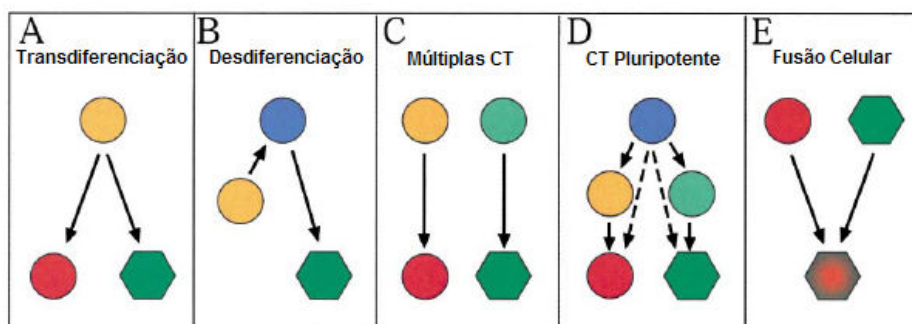 A
Transdiferenciação
B
Desdiferenciação
C
Múltiplas CT
D
CT Pluripotente
E
Fusão Celular